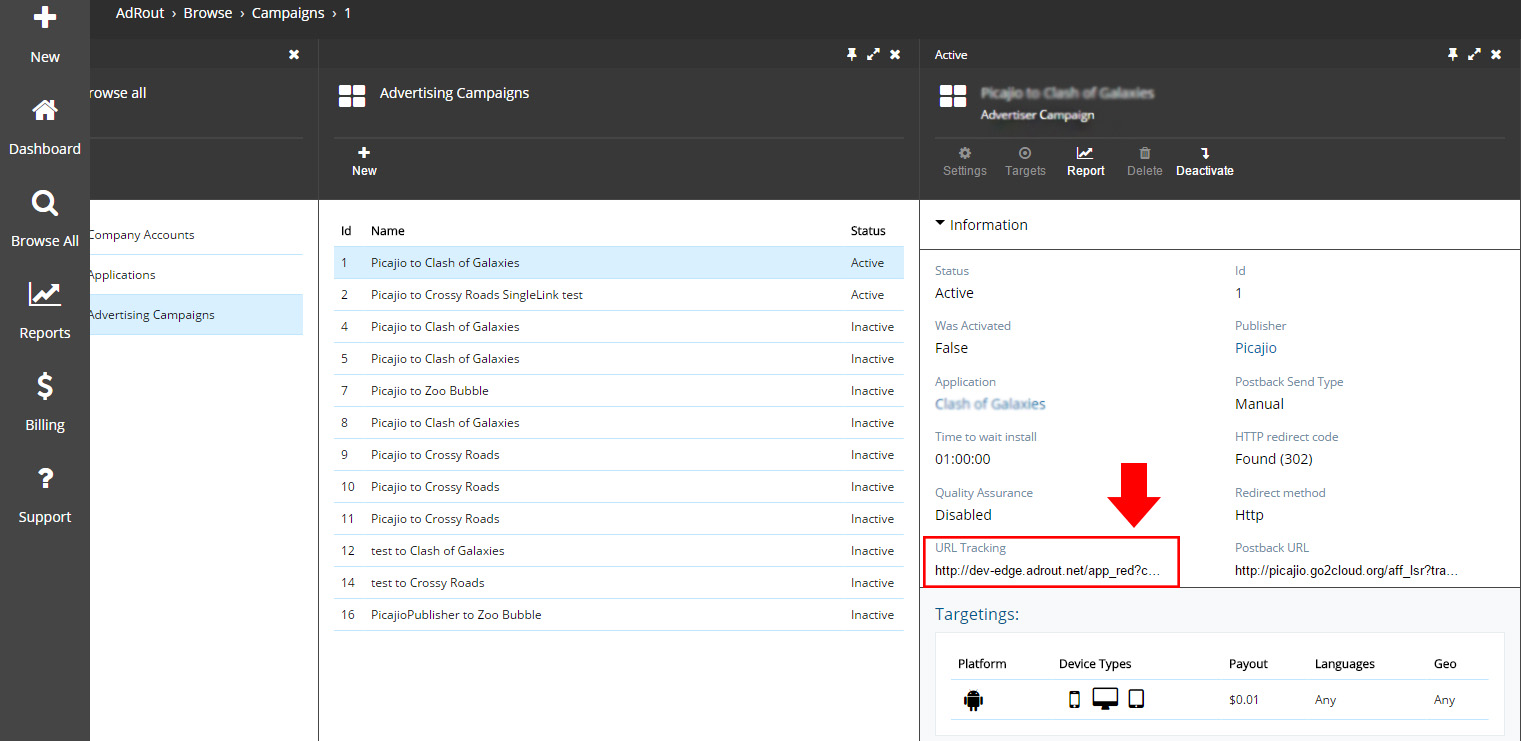 AdRout › Browse › Campaigns › 1
New
Dashboard
Browse All
Reports
Billing
Support
rowse all
Company Accounts
Applications
Advertising Campaigns
Advertising Campaigns
New
Id Name Status
1 Picajio to Clash of Galaxies Active
2 Picajio to Crossy Roads SingleLink test Active
4 Picajio to Clash of Galaxies Inactive
5 Picajio to Clash of Galaxies Inactive
7 Picajio to Zoo Bubble Inactive
8 Picajio to Clash of Galaxies Inactive
9 Picajio to Crossy Roads Inactive
10 Picajio to Crossy Roads Inactive
11 Picajio to Crossy Roads Inactive
12 test to Clash of Galaxies Inactive
14 test to Crossy Roads Inactive
16 PicajioPublisher to Zoo Bubble Inactive
Active
Picajio to Clash of Galaxies
Advertiser Campaign
Settings Targets Report Delete Deactivate
Information
Status Id
Active 1
Was Activated Publisher
False Picajio
Application Postback Send Type
Clash of Galaxies Manual
Time to wait install HTTP redirect code
01:00:00 Found (302)
Quality Assurance Redirect method
Disabled Http
URL Tracking Postback URL
http://dev-edge.adrout.net/app_red?c... http://picajio.go2cloud.org/aff_lsr?tra...
Targetings:
Platform Device Types Payout Languages Geo
$0.01 Any Any